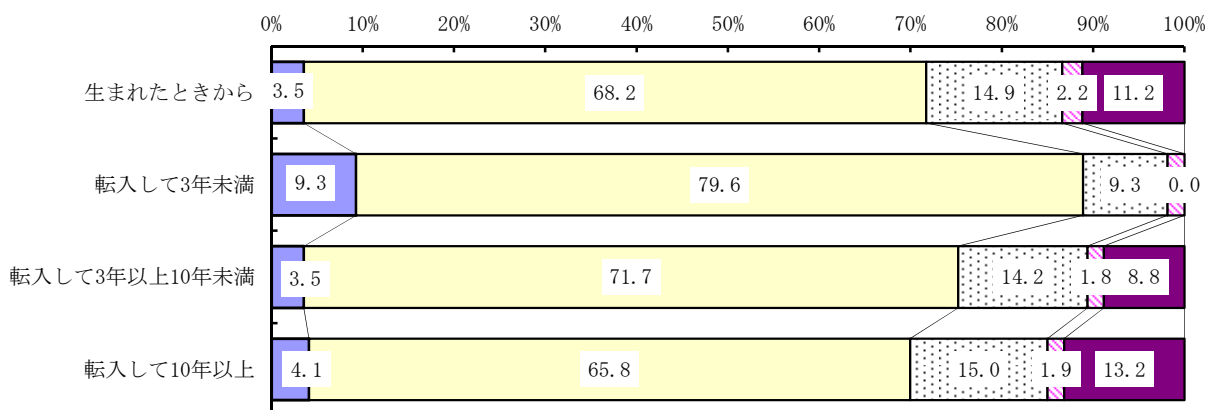 0% 10% 20% 30% 40% 50% 60% 70% 80% 90% 100%
生まれたときから 3.5 68.2 14.9 2.2 11.2
転入して3年未満 9.3 79.6 9.3 0.0
転入して3年以上10年未満 3.5 71.7 14.2 1.8 8.8
転入して10年以上 4.1 65.8 15.0 1.9 13.2